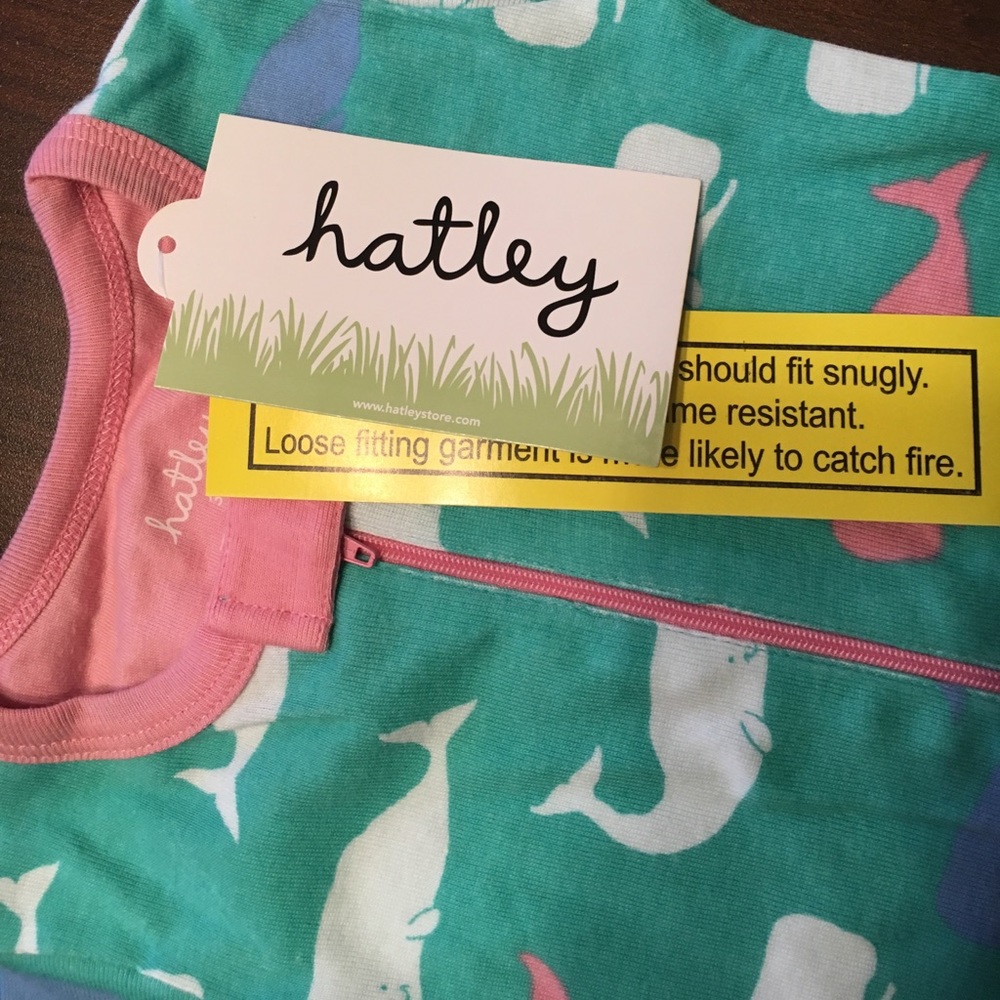 hatley
www.hatleystore.com
should fit snugly.
me resistant.
Loose fitting garment is e likely to catch fire.
hatley